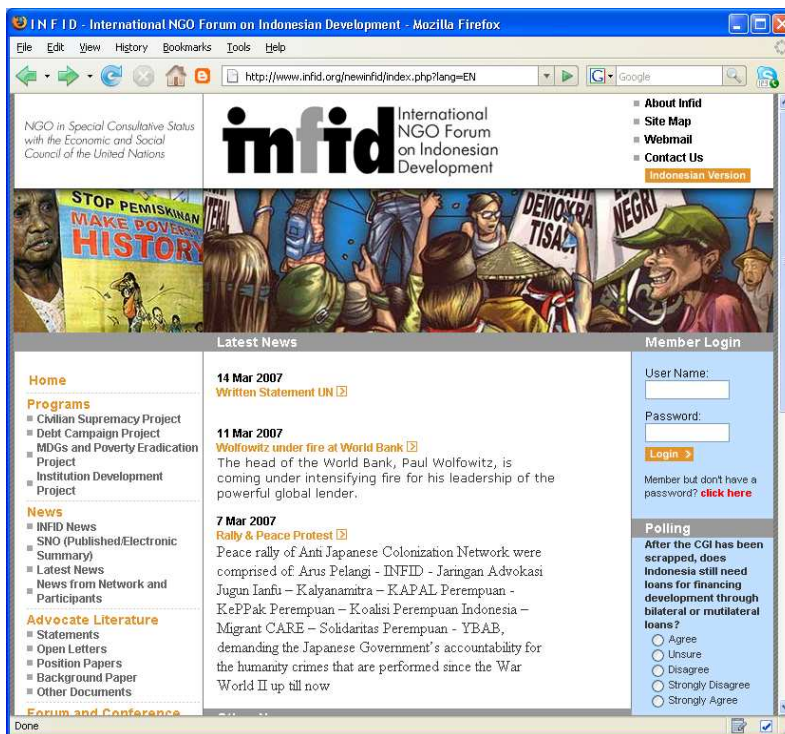 I N F I D - International NGO Forum on Indonesian Development - Mozilla Firefox
File Edit View History Bookmarks Tools Help
http://www.infid.org/newinfid/index.php?lang=EN
G Google
NGO in Special Consultative Status
with the Economic and Social
Council of the United Nations
infid
International
NGO Forum
on Indonesian
Development
About Infid
Site Map
Webmail
Contact Us
Indonesian Version
STOP PEMISKINAN
MAKE POVERTY
HISTORY
DEMOKRA
TISA
NEGRI
Latest News
Member Login
Home
Programs
Civilian Supremacy Project
Debt Campaign Project
MDGs and Poverty Eradication
Project
Institution Development
Project
News
INFID News
SNO (Published/Electronic
Summary)
Latest News
News from Network and
Participants
Advocate Literature
Statements
Open Letters
Position Papers
Background Paper
Other Documents
Forum and Conference
14 Mar 2007
Written Statement UN
11 Mar 2007
Wolfowitz under fire at World Bank
The head of the World Bank, Paul Wolfowitz, is
coming under intensifying fire for his leadership of the
powerful global lender.
7 Mar 2007
Rally & Peace Protest
Peace rally of Anti Japanese Colonization Network were
comprised of: Arus Pelangi - INFID - Jaringan Advokasi
Jugun Ianfu – Kalyanamitra – KAPAL Perempuan -
KePPak Perempuan – Koalisi Perempuan Indonesia –
Migrant CARE – Solidaritas Perempuan - YBAB,
demanding the Japanese Government's accountability for
the humanity crimes that are performed since the War
World II up till now
User Name:
Password:
Login
Member but don't have a
password? click here
Polling
After the CGI has been
scrapped, does
Indonesia still need
loans for financing
development through
bilateral or mutilateral
loans?
Agree
Unsure
Disagree
Strongly Disagree
Strongly Agree
Done